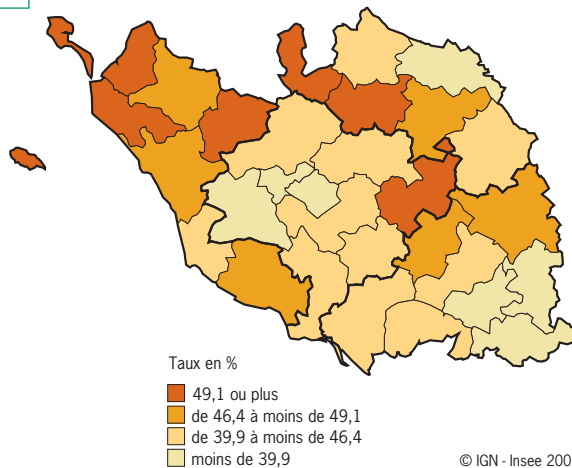 Taux en %
49,1 ou plus
de 46,4 à moins de 49,1
de 39,9 à moins de 46,4
moins de 39,9
© IGN - Insee 200